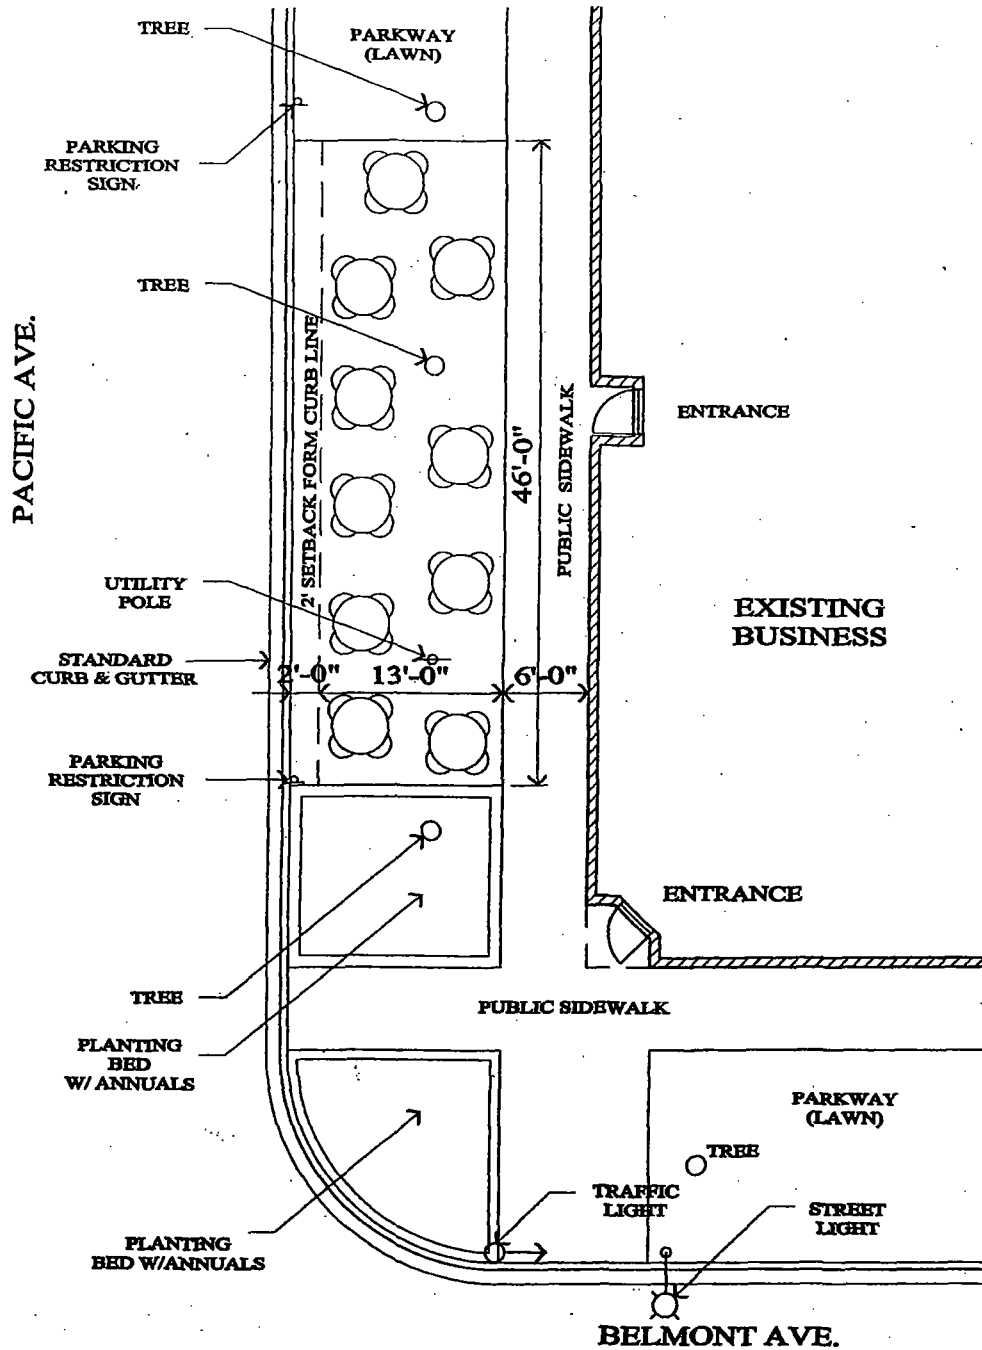 TREE
PARKWAY
(LAWN)
PARKING
RESTRICTION
SIGN
TREE
PACIFIC AVE.
2' SETBACK FORM CURB LINE
46'-0"
PUBLIC SIDEWALK
ENTRANCE
UTILITY
POLE
EXISTING
BUSINESS
STANDARD
CURB & GUTTER
2'-0"
13'-0"
6'-0"
PARKING
RESTRICTION
SIGN
ENTRANCE
TREE
PUBLIC SIDEWALK
PLANTING
BED
W/ ANNUALS
PARKWAY
(LAWN)
TREE
TRAFFIC
LIGHT
STREET
LIGHT
PLANTING
BED W/ANNUALS
BELMONT AVE.